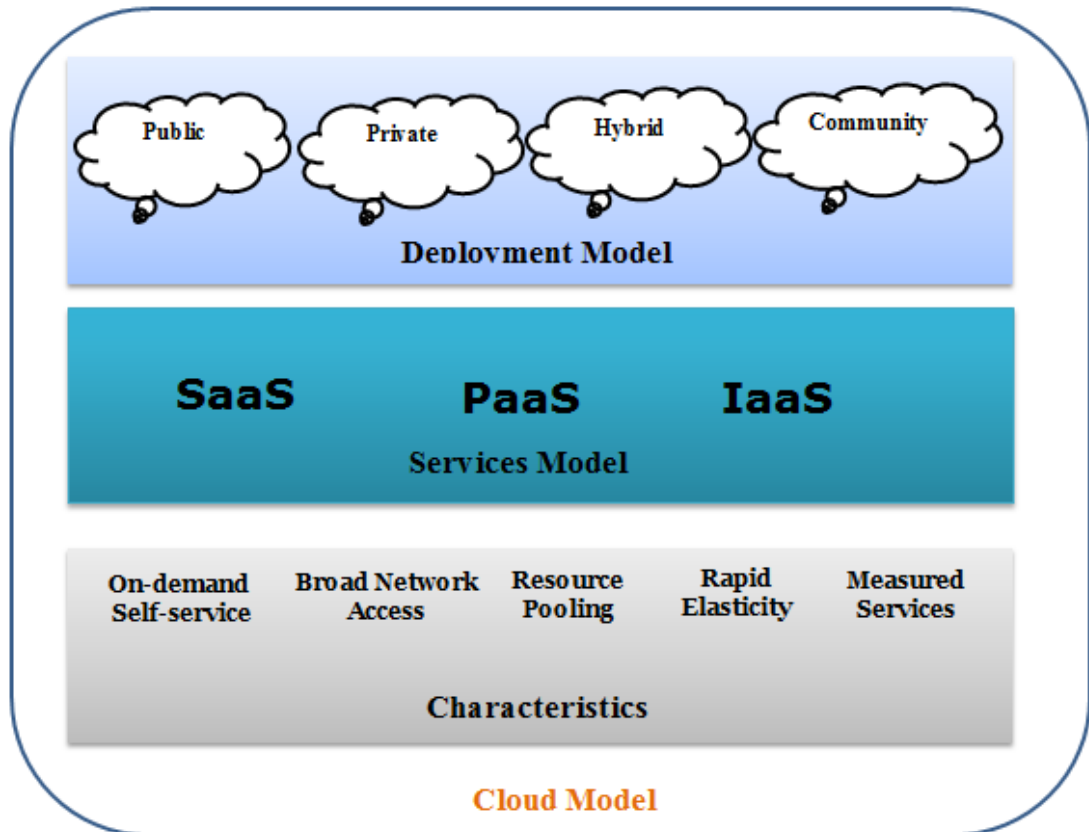 Public
Private
Hybrid
Community
Deployment Model
SaaS
PaaS
IaaS
Services Model
On-demand
Self-service
Broad Network
Access
Resource
Pooling
Rapid
Elasticity
Measured
Services
Characteristics
Cloud Model